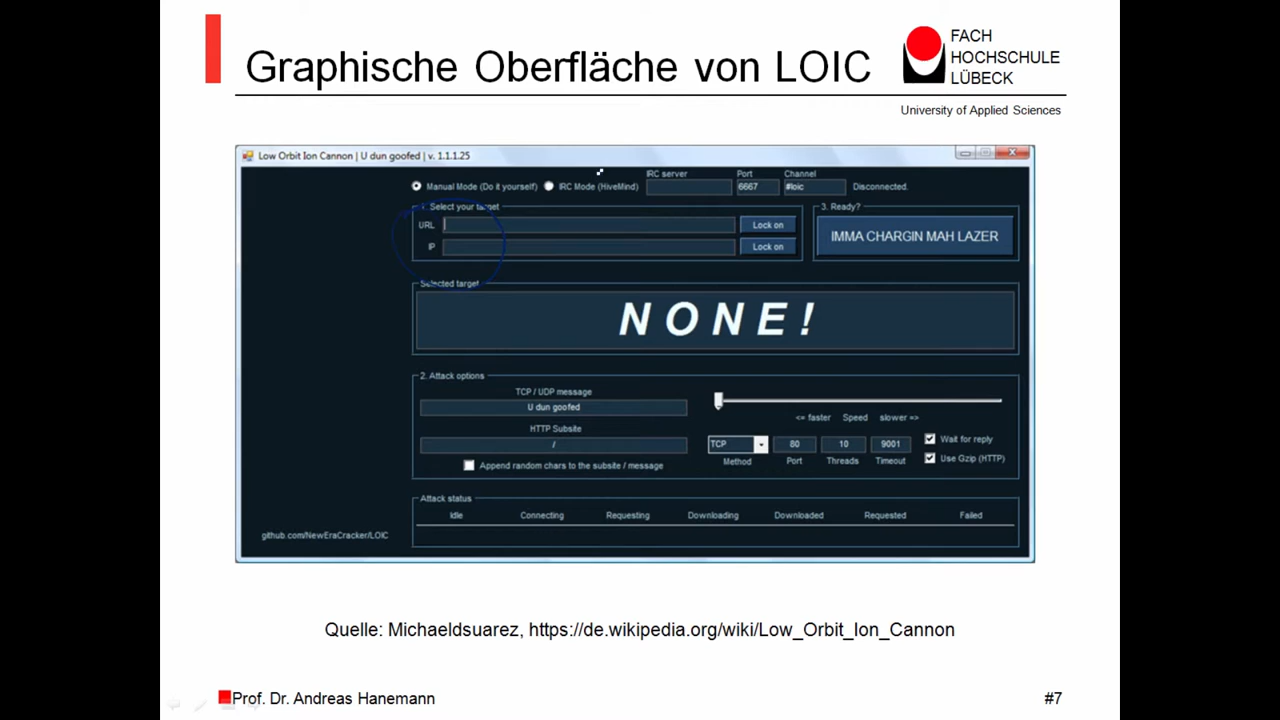 Graphische Oberfläche von LOIC
FACH
HOCHSCHULE
LÜBECK
University of Applied Sciences
Low Orbit Ion Cannon | U dun goofed | v. 1.1.1.25
Manual Mode (Do it yourself) IRC Mode (HiveMind) IRC server Port Channel
6667 #loic Disconnected.
1. Select your target
URL Lock on
IP Lock on
3. Ready?
IMMA CHARGIN MAH LAZER
Selected target
NONE!
2. Attack options
TCP / UDP message
U dun goofed
HTTP Subsite
/
Append random chars to the subsite / message
<= faster Speed slower =>
TCP 80 10 9001
Method Port Threads Timeout
Wait for reply
Use Gzip (HTTP)
Attack status
Idle Connecting Requesting Downloading Downloaded Requested Failed
github.com/NewEraCracker/LOIC
Quelle: Michaeldsuarez, https://de.wikipedia.org/wiki/Low_Orbit_Ion_Cannon
Prof. Dr. Andreas Hanemann
#7